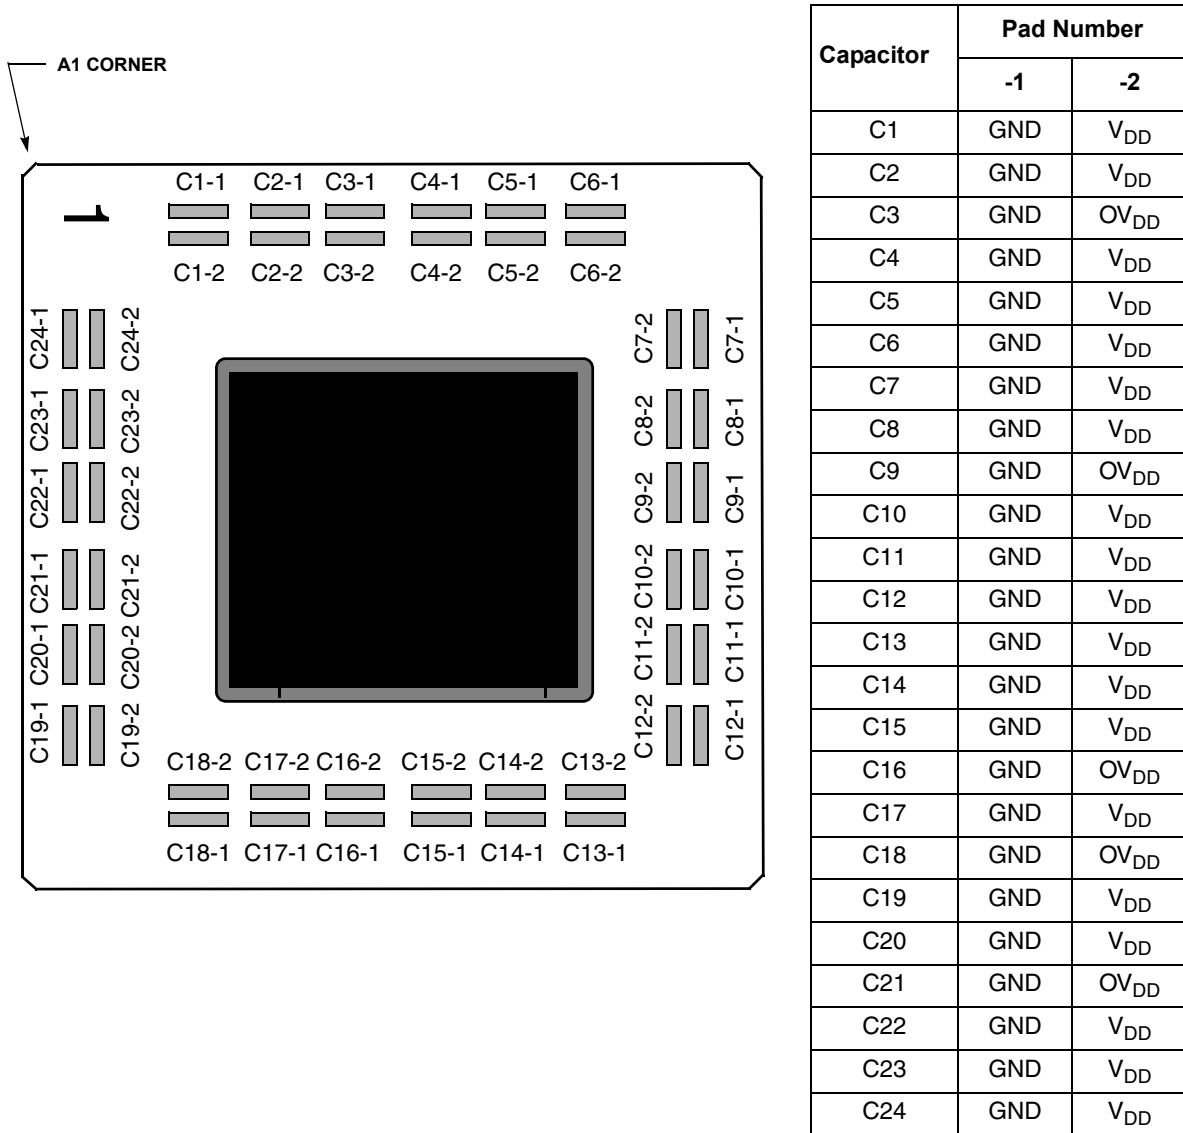 A1 CORNER
1
C1-1 C2-1 C3-1 C4-1 C5-1 C6-1
C1-2 C2-2 C3-2 C4-2 C5-2 C6-2
C24-1 C24-2 C7-2 C7-1
C23-1 C23-2 C8-2 C8-1
C22-1 C22-2 C9-2 C9-1
C21-1 C21-2 C10-2 C10-1
C20-1 C20-2 C11-2 C11-1
C19-1 C19-2 C12-2 C12-1
C18-2 C17-2 C16-2 C15-2 C14-2 C13-2
C18-1 C17-1 C16-1 C15-1 C14-1 C13-1
Capacitor Pad Number
-1 -2
C1 GND VDD
C2 GND VDD
C3 GND OVDD
C4 GND VDD
C5 GND VDD
C6 GND VDD
C7 GND VDD
C8 GND VDD
C9 GND OVDD
C10 GND VDD
C11 GND VDD
C12 GND VDD
C13 GND VDD
C14 GND VDD
C15 GND VDD
C16 GND OVDD
C17 GND VDD
C18 GND OVDD
C19 GND VDD
C20 GND VDD
C21 GND OVDD
C22 GND VDD
C23 GND VDD
C24 GND VDD